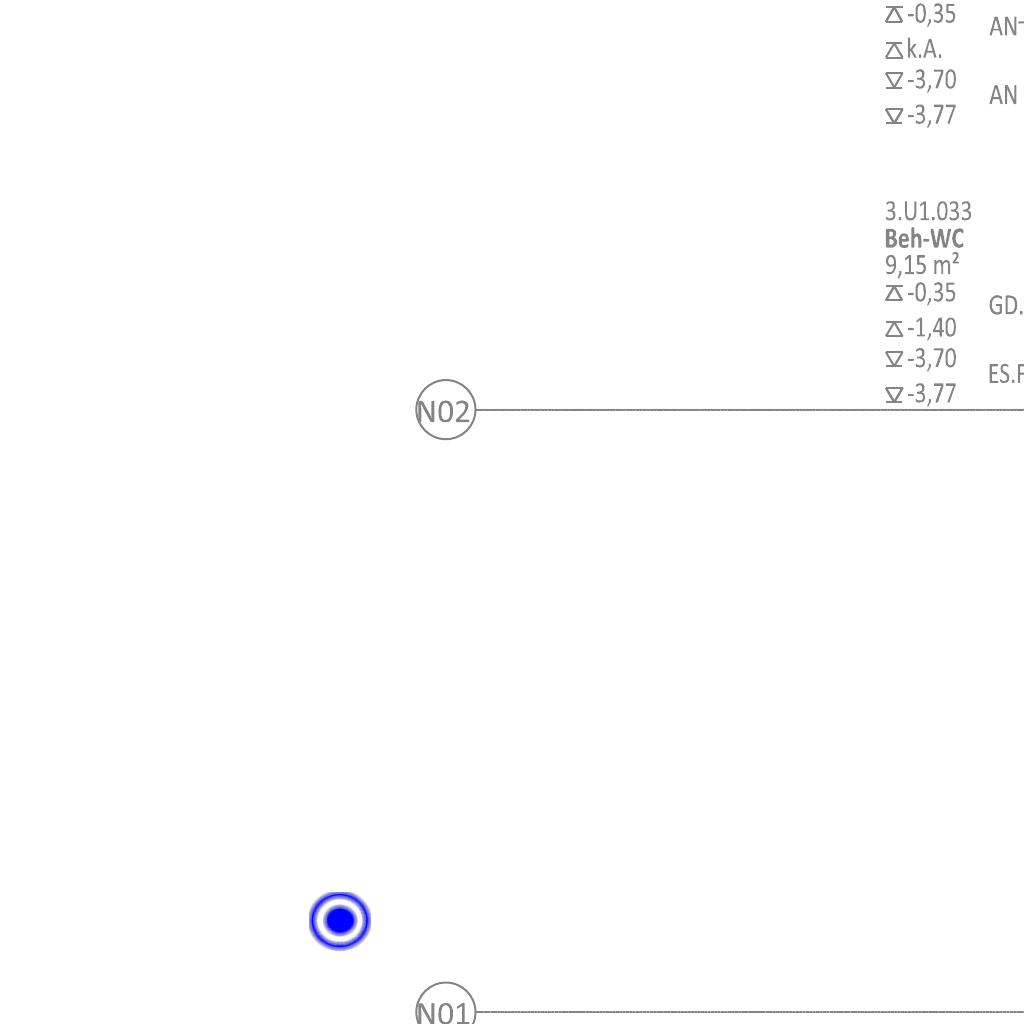 -0,35
k.A.
-3,70
-3,77
AN
AN
3.U1.033
Beh-WC
9,15 m²
-0,35
-1,40
-3,70
-3,77
GD.
ES.F
N02
N01